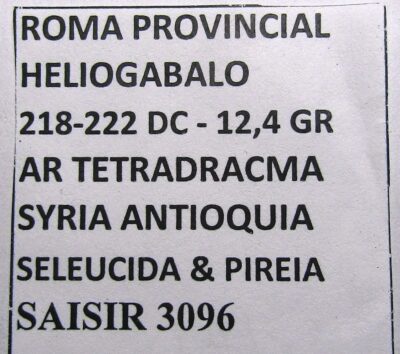 ROMA PROVINCIAL
HELIOGABALO
218-222 DC - 12,4 GR
AR TETRADRACMA
SYRIA ANTIOQUIA
SELEUCIDA & PIREIA
SAISIR 3096